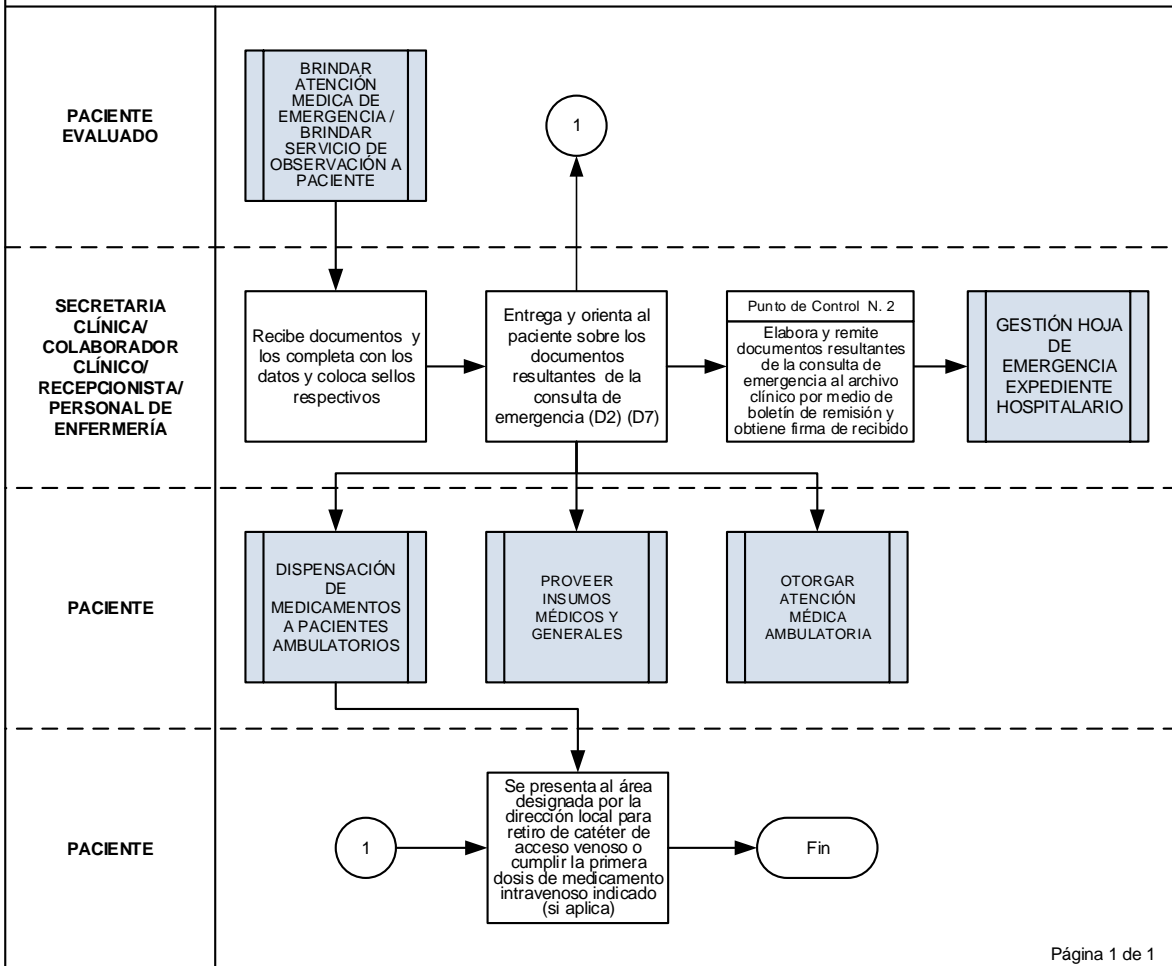 PACIENTE
EVALUADO
BRINDAR
ATENCIÓN
MEDICA DE
EMERGENCIA /
BRINDAR
SERVICIO DE
OBSERVACIÓN A
PACIENTE
1
SECRETARIA
CLÍNICA/
COLABORADOR
CLÍNICO/
RECEPCIONISTA/
PERSONAL DE
ENFERMERÍA
Recibe documentos y
los completa con los
datos y coloca sellos
respectivos
Entrega y orienta al
paciente sobre los
documentos
resultantes de la
consulta de
emergencia (D2) (D7)
Punto de Control N. 2
Elabora y remite
documentos resultantes
de la consulta de
emergencia al archivo
clínico por medio de
boletín de remisión y
obtiene firma de recibido
GESTIÓN HOJA
DE
EMERGENCIA
EXPEDIENTE
HOSPITALARIO
PACIENTE
DISPENSACIÓN
DE
MEDICAMENTOS
A PACIENTES
AMBULATORIOS
PROVEER
INSUMOS
MÉDICOS Y
GENERALES
OTORGAR
ATENCIÓN
MÉDICA
AMBULATORIA
PACIENTE
1
Se presenta al área
designada por la
dirección local para
retiro de catéter de
acceso venoso o
cumplir la primera
dosis de medicamento
intravenoso indicado
(si aplica)
Fin
Página 1 de 1